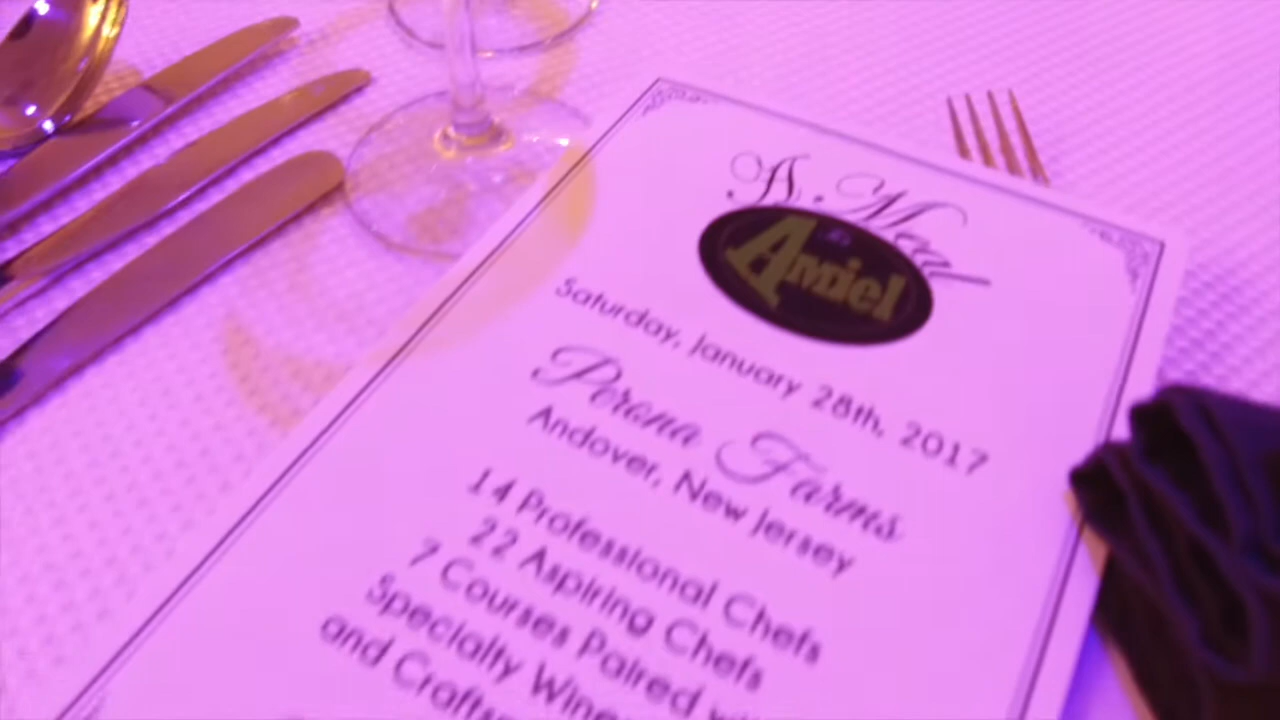 A Meal
Amiel
Saturday, January 28th, 2017
Perona Farms
Andover, New Jersey
14 Professional Chefs
22 Aspiring Chefs
7 Courses Paired
Specialty Wine
and